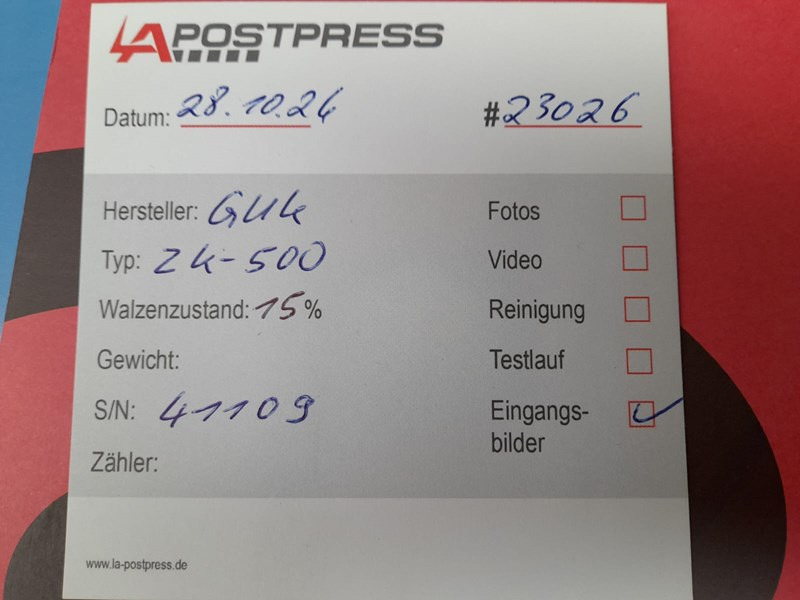 LA POSTPRESS
Datum: 28.10.24 #23026
Hersteller: GUK Fotos
Typ: ZK-500 Video
Walzenzustand: 15% Reinigung
Gewicht: Testlauf
S/N: 41109 Eingangs-
bilder
Zähler:
www.la-postpress.de